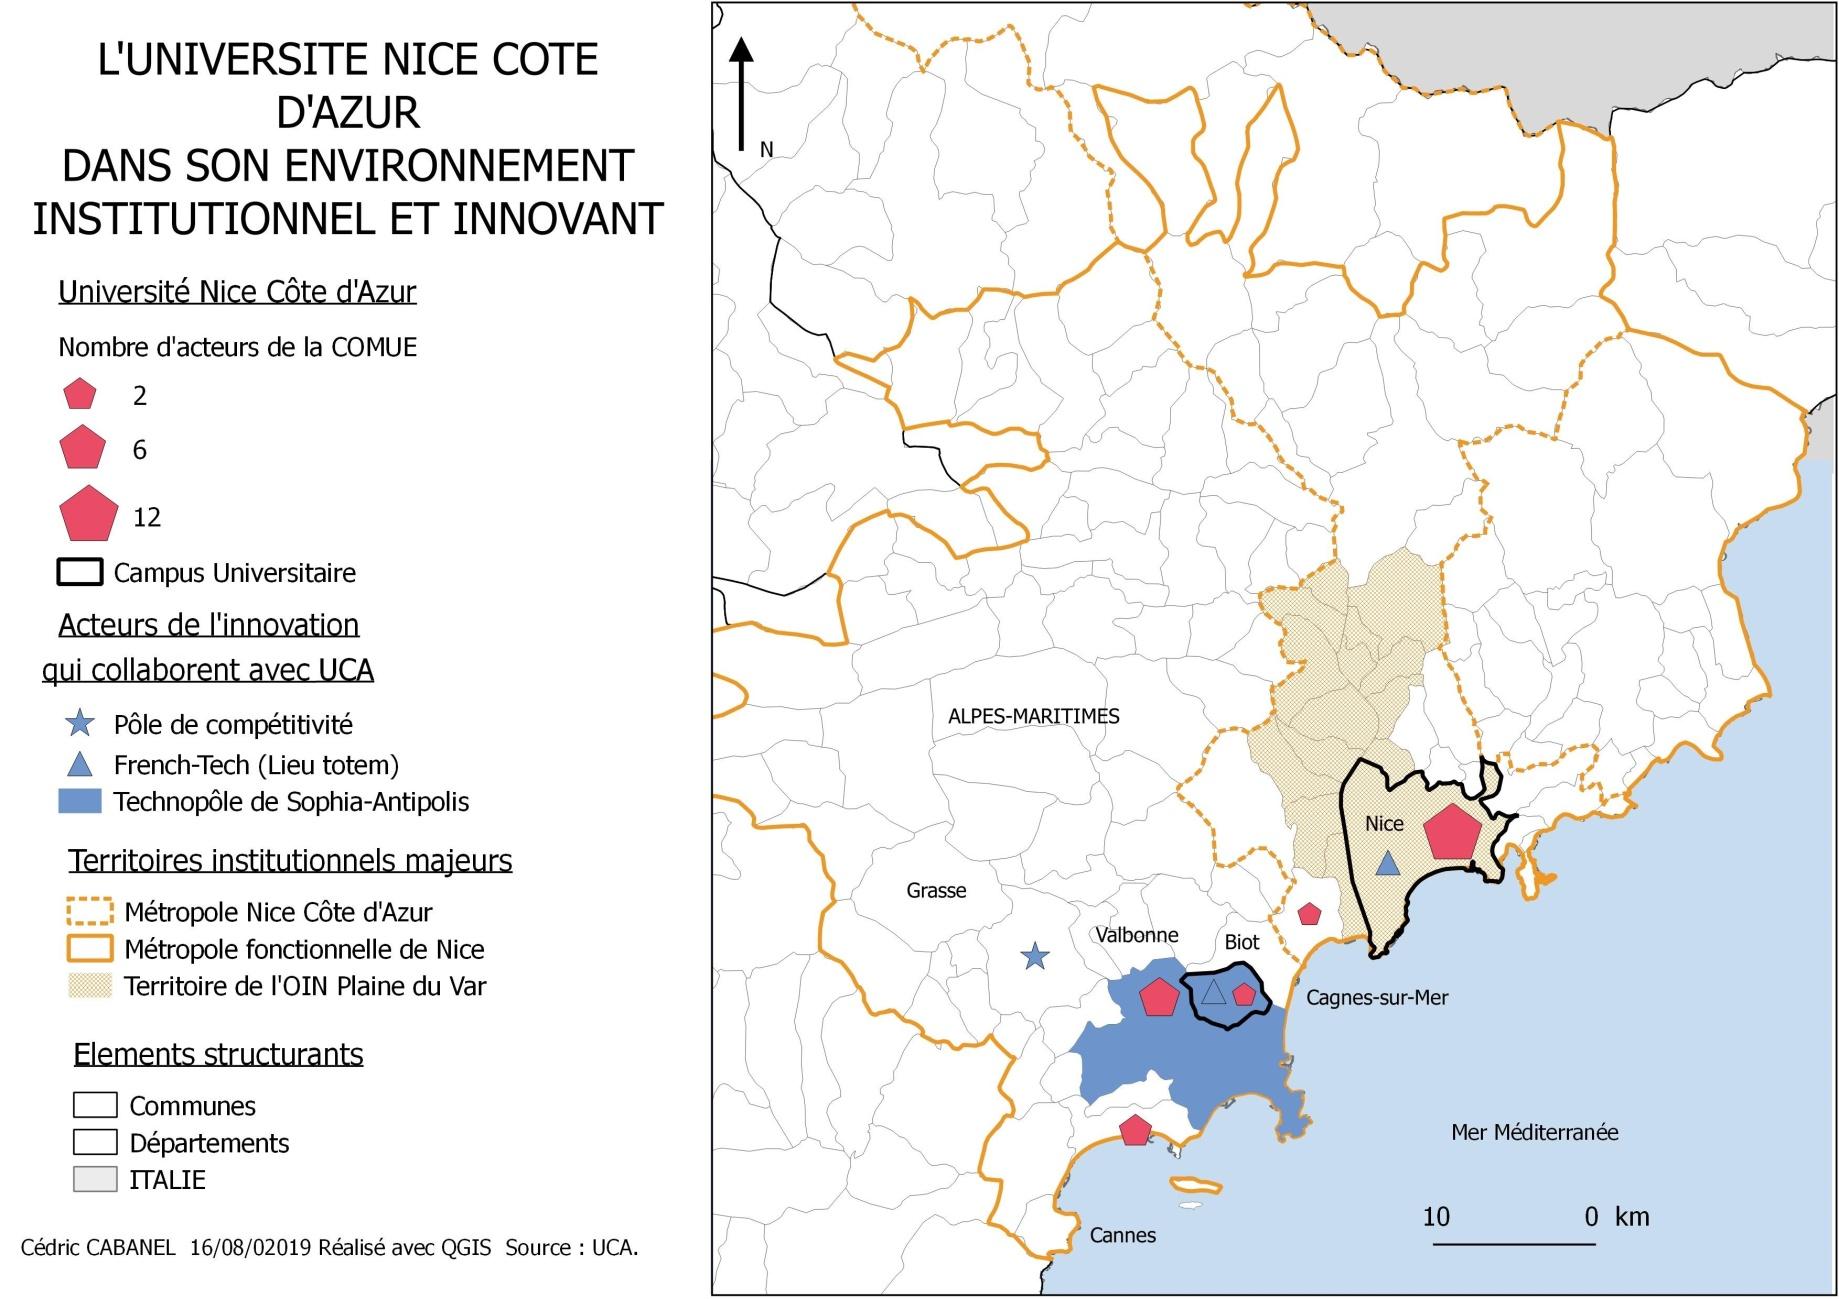 L'UNIVERSITE NICE COTE
D'AZUR
DANS SON ENVIRONNEMENT
INSTITUTIONNEL ET INNOVANT
Université Nice Côte d'Azur
Nombre d'acteurs de la COMUE
2
6
12
Campus Universitaire
Acteurs de l'innovation
qui collaborent avec UCA
Pôle de compétitivité
French-Tech (Lieu totem)
Technopôle de Sophia-Antipolis
Territoires institutionnels majeurs
Métropole Nice Côte d'Azur
Métropole fonctionnelle de Nice
Territoire de l'OIN Plaine du Var
Elements structurants
Communes
Départements
ITALIE
Cédric CABANEL 16/08/02019 Réalisé avec QGIS Source : UCA.
N
ALPES-MARITIMES
Nice
Grasse
Valbonne
Biot
Cagnes-sur-Mer
Mer Méditerranée
Cannes
10 0 km